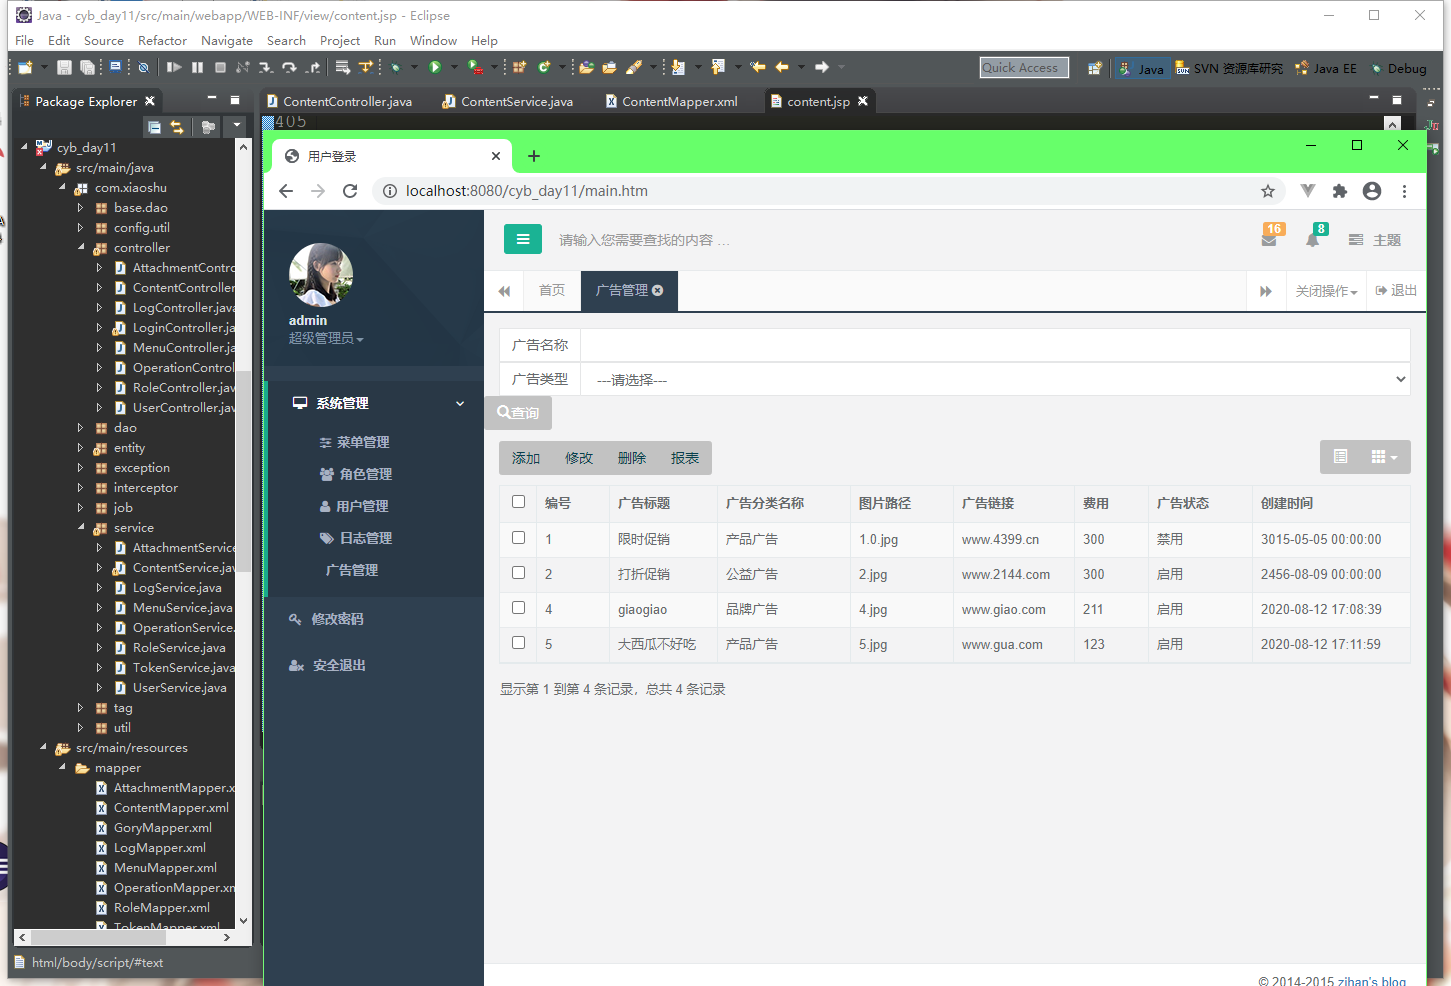 Java - cyb_day11/src/main/webapp/WEB-INF/view/content.jsp - Eclipse
File Edit Source Refactor Navigate Search Project Run Window Help
Quick Access
Java
SVN 资源库研究
Java EE
Debug
Package Explorer
ContentController.java
ContentService.java
ContentMapper.xml
content.jsp
405
cyb_day11
src/main/java
com.xiaoshu
base.dao
config.util
controller
AttachmentContro
ContentController
LogController.java
LoginController.ja
MenuController.ja
OperationControl
RoleController.jav
UserController.jav
dao
entity
exception
interceptor
job
service
AttachmentService
ContentService.jav
LogService.java
MenuService.java
OperationService.
RoleService.java
TokenService.java
UserService.java
tag
util
src/main/resources
mapper
AttachmentMapper.x
ContentMapper.xml
GoryMapper.xml
LogMapper.xml
MenuMapper.xml
OperationMapper.xm
RoleMapper.xml
TokenMapper.xml
html/body/script/#text
用户登录
localhost:8080/cyb_day11/main.htm
admin
超级管理员
系统管理
菜单管理
角色管理
用户管理
日志管理
广告管理
修改密码
安全退出
请输入您需要查找的内容 …
16
8
主题
首页
广告管理
关闭操作
退出
广告名称
广告类型 ---请选择---
查询
添加 修改 删除 报表
编号 广告标题 广告分类名称 图片路径 广告链接 费用 广告状态 创建时间
1 限时促销 产品广告 1.0.jpg www.4399.cn 300 禁用 3015-05-05 00:00:00
2 打折促销 公益广告 2.jpg www.2144.com 300 启用 2456-08-09 00:00:00
4 giaogiao 品牌广告 4.jpg www.giao.com 211 启用 2020-08-12 17:08:39
5 大西瓜不好吃 产品广告 5.jpg www.gua.com 123 启用 2020-08-12 17:11:59
显示第 1 到第 4 条记录，总共 4 条记录
© 2014-2015 zihan's blog